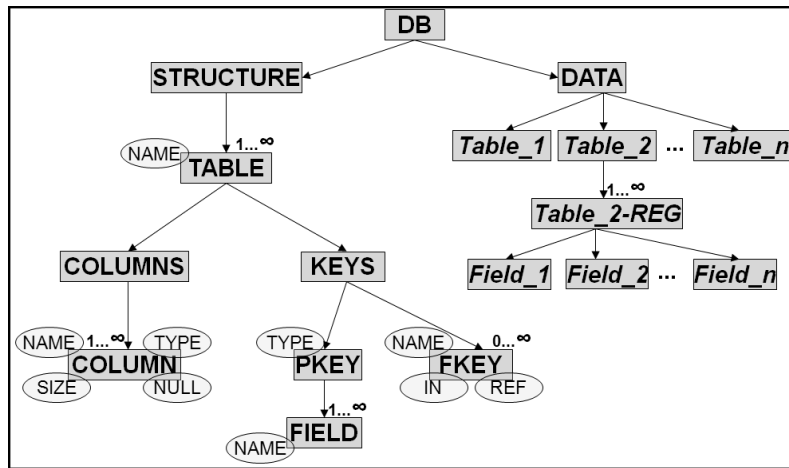 DB
STRUCTURE DATA
NAME 1... ∞ Table_1 Table_2 ... Table_n
TABLE 1... ∞
Table_2-REG
COLUMNS KEYS Field_1 Field_2 ... Field_n
NAME 1... ∞ TYPE TYPE NAME 0... ∞
COLUMN PKEY FKEY
SIZE NULL IN REF
1... ∞
NAME FIELD